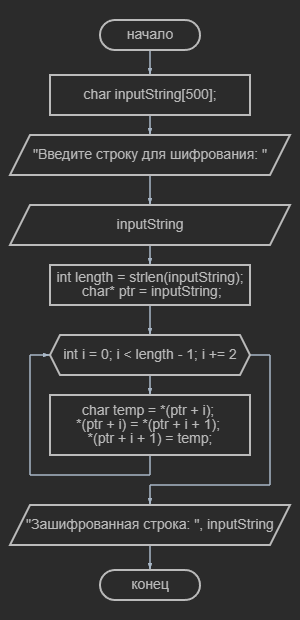 начало
char inputString[500];
"Введите строку для шифрования: "
inputString
int length = strlen(inputString);
char* ptr = inputString;
int i = 0; i < length - 1; i += 2
char temp = *(ptr + i);
*(ptr + i) = *(ptr + i + 1);
*(ptr + i + 1) = temp;
"Зашифрованная строка: ", inputString
конец